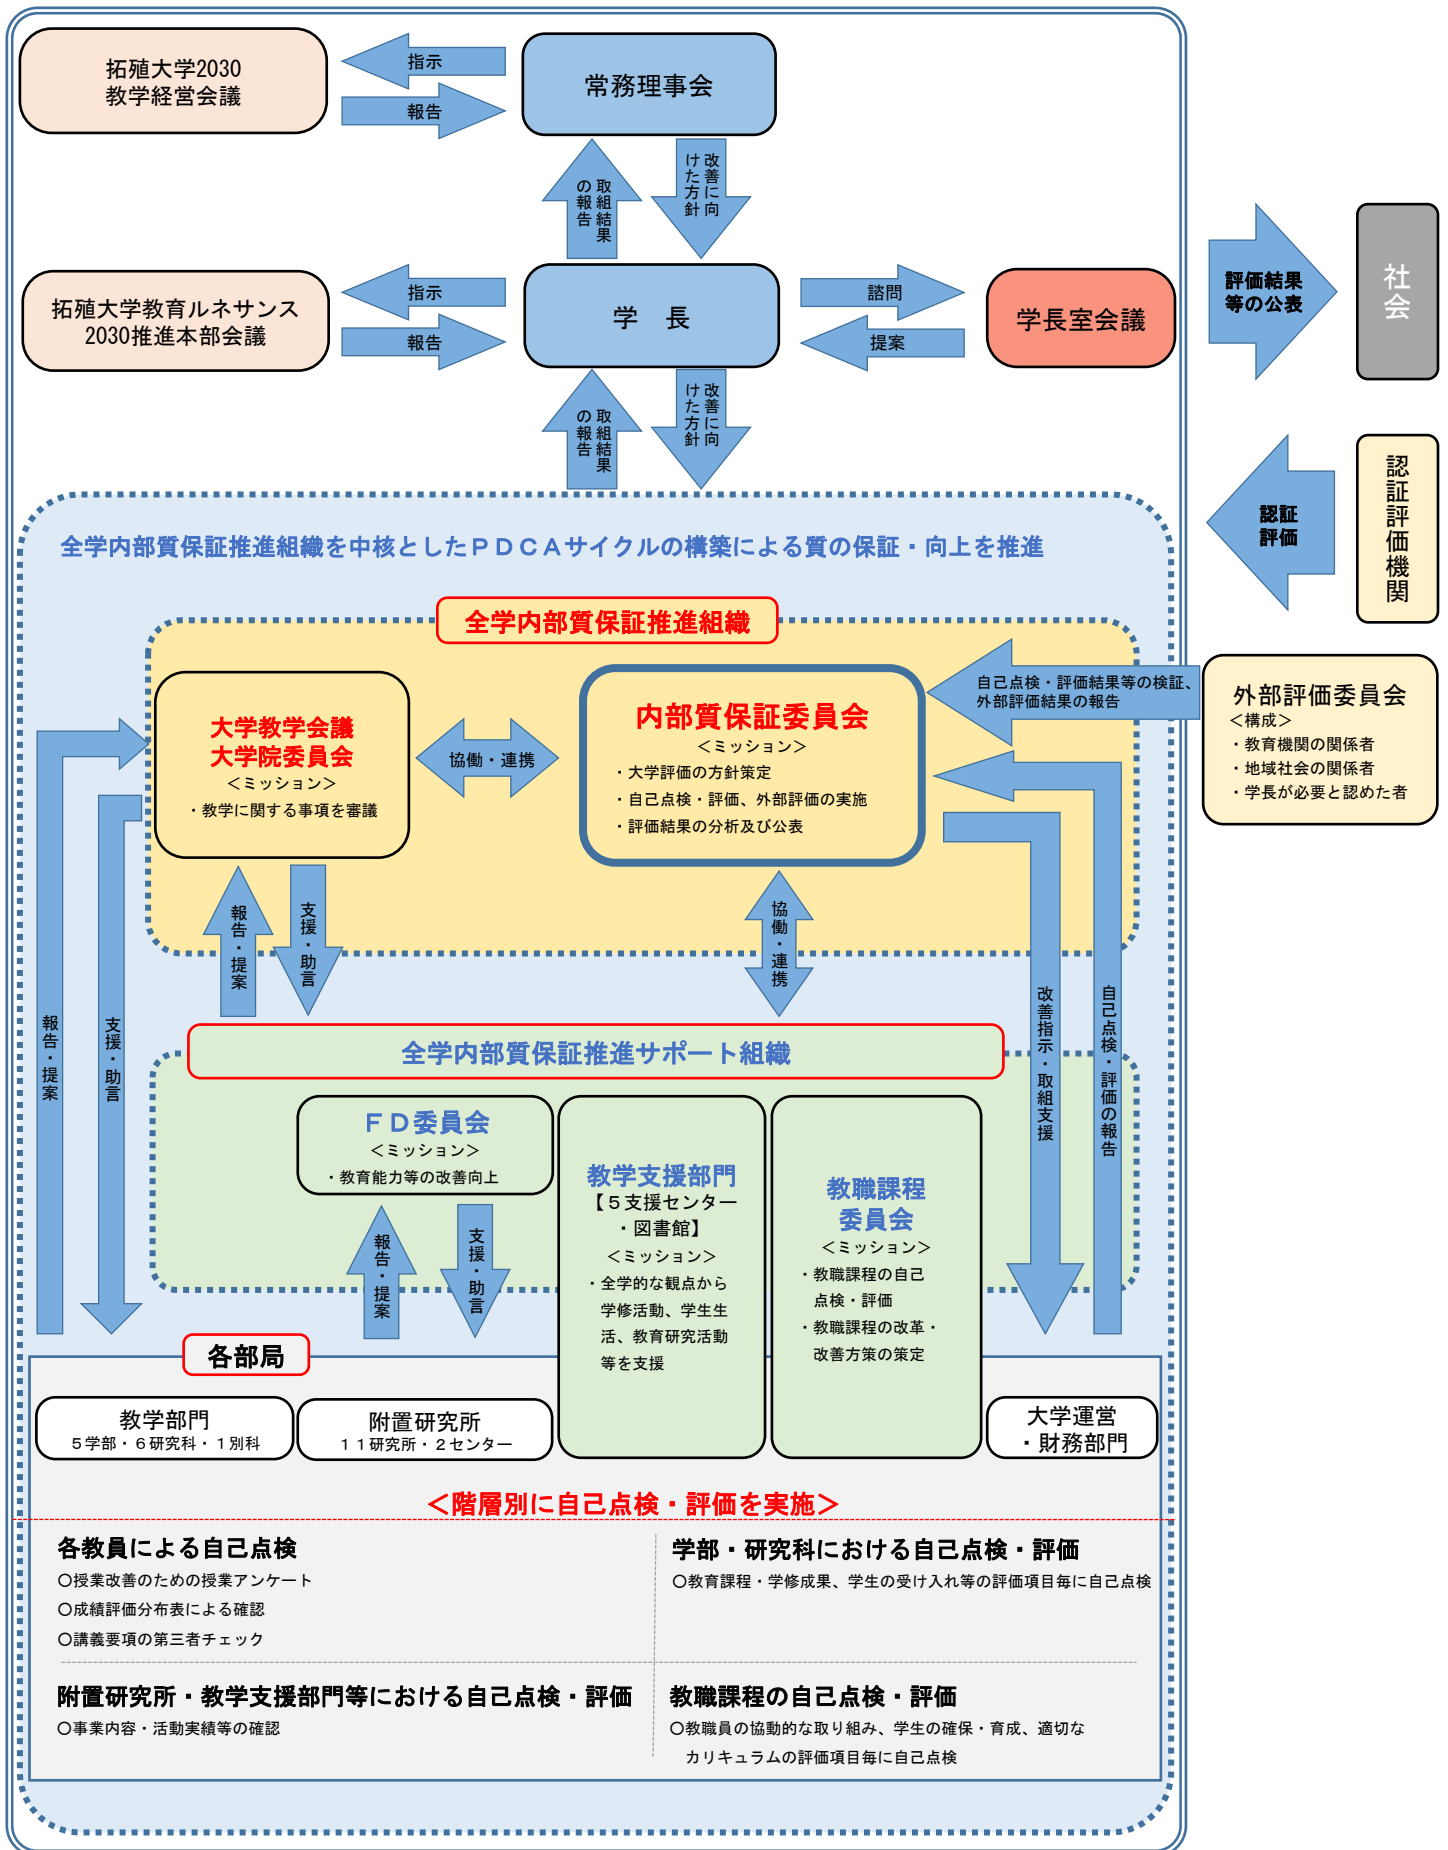 拓殖大学2030
教学経営会議
指示
報告
常務理事会
取組結果
の報告
改善に向
けた方針
拓殖大学教育ルネサンス
2030推進本部会議
指示
報告
学　長
諮問
提案
学長室会議
評価結果
等の公表
社会
取組結果
の報告
改善に向
けた方針
認証
評価
認証評価機関
全学内部質保証推進組織を中核としたＰＤＣＡサイクルの構築による質の保証・向上を推進
全学内部質保証推進組織
大学教学会議
大学院委員会
＜ミッション＞
・教学に関する事項を審議
協働・連携
内部質保証委員会
＜ミッション＞
・大学評価の方針策定
・自己点検・評価、外部評価の実施
・評価結果の分析及び公表
自己点検・評価結果等の検証、
外部評価結果の報告
外部評価委員会
＜構成＞
・教育機関の関係者
・地域社会の関係者
・学長が必要と認めた者
報告・提案
支援・助言
報告・提案
支援・助言
協働・連携
改善指示・取組支援
自己点検・評価の報告
全学内部質保証推進サポート組織
ＦＤ委員会
＜ミッション＞
・教育能力等の改善向上
報告・提案
支援・助言
教学支援部門
【５支援センター
・図書館】
＜ミッション＞
・全学的な観点から
学修活動、学生生
活、教育研究活動
等を支援
教職課程
委員会
＜ミッション＞
・教職課程の自己
点検・評価
・教職課程の改革・
改善方策の策定
各部局
教学部門
５学部・６研究科・１別科
附置研究所
１１研究所・２センター
大学運営
・財務部門
＜階層別に自己点検・評価を実施＞
各教員による自己点検
〇授業改善のための授業アンケート
〇成績評価分布表による確認
〇講義要項の第三者チェック
学部・研究科における自己点検・評価
〇教育課程・学修成果、学生の受け入れ等の評価項目毎に自己点検
附置研究所・教学支援部門等における自己点検・評価
〇事業内容・活動実績等の確認
教職課程の自己点検・評価
〇教職員の協動的な取り組み、学生の確保・育成、適切な
カリキュラムの評価項目毎に自己点検